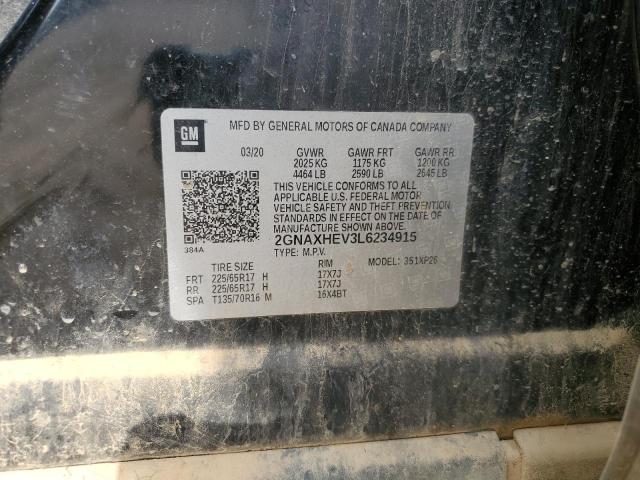 GM
MFD BY GENERAL MOTORS OF CANADA COMPANY
03/20 GVWR GAWR FRT GAWR RR
2025 KG 1175 KG 1200 KG
4464 LB 2590 LB 2645 LB
THIS VEHICLE CONFORMS TO ALL
APPLICABLE U.S. FEDERAL MOTOR
VEHICLE SAFETY AND THEFT PREVENTION
STANDARDS IN EFFECT ON THE DATE OF
MANUFACTURE SHOWN ABOVE.
2GNAXHEV3L6234915
384A
TYPE: M.P.V. MODEL: 351XP26
TIRE SIZE RIM
FRT 225/65R17 H 17X7J
RR 225/65R17 H 17X7J
SPA T135/70R16 M 16X4BT